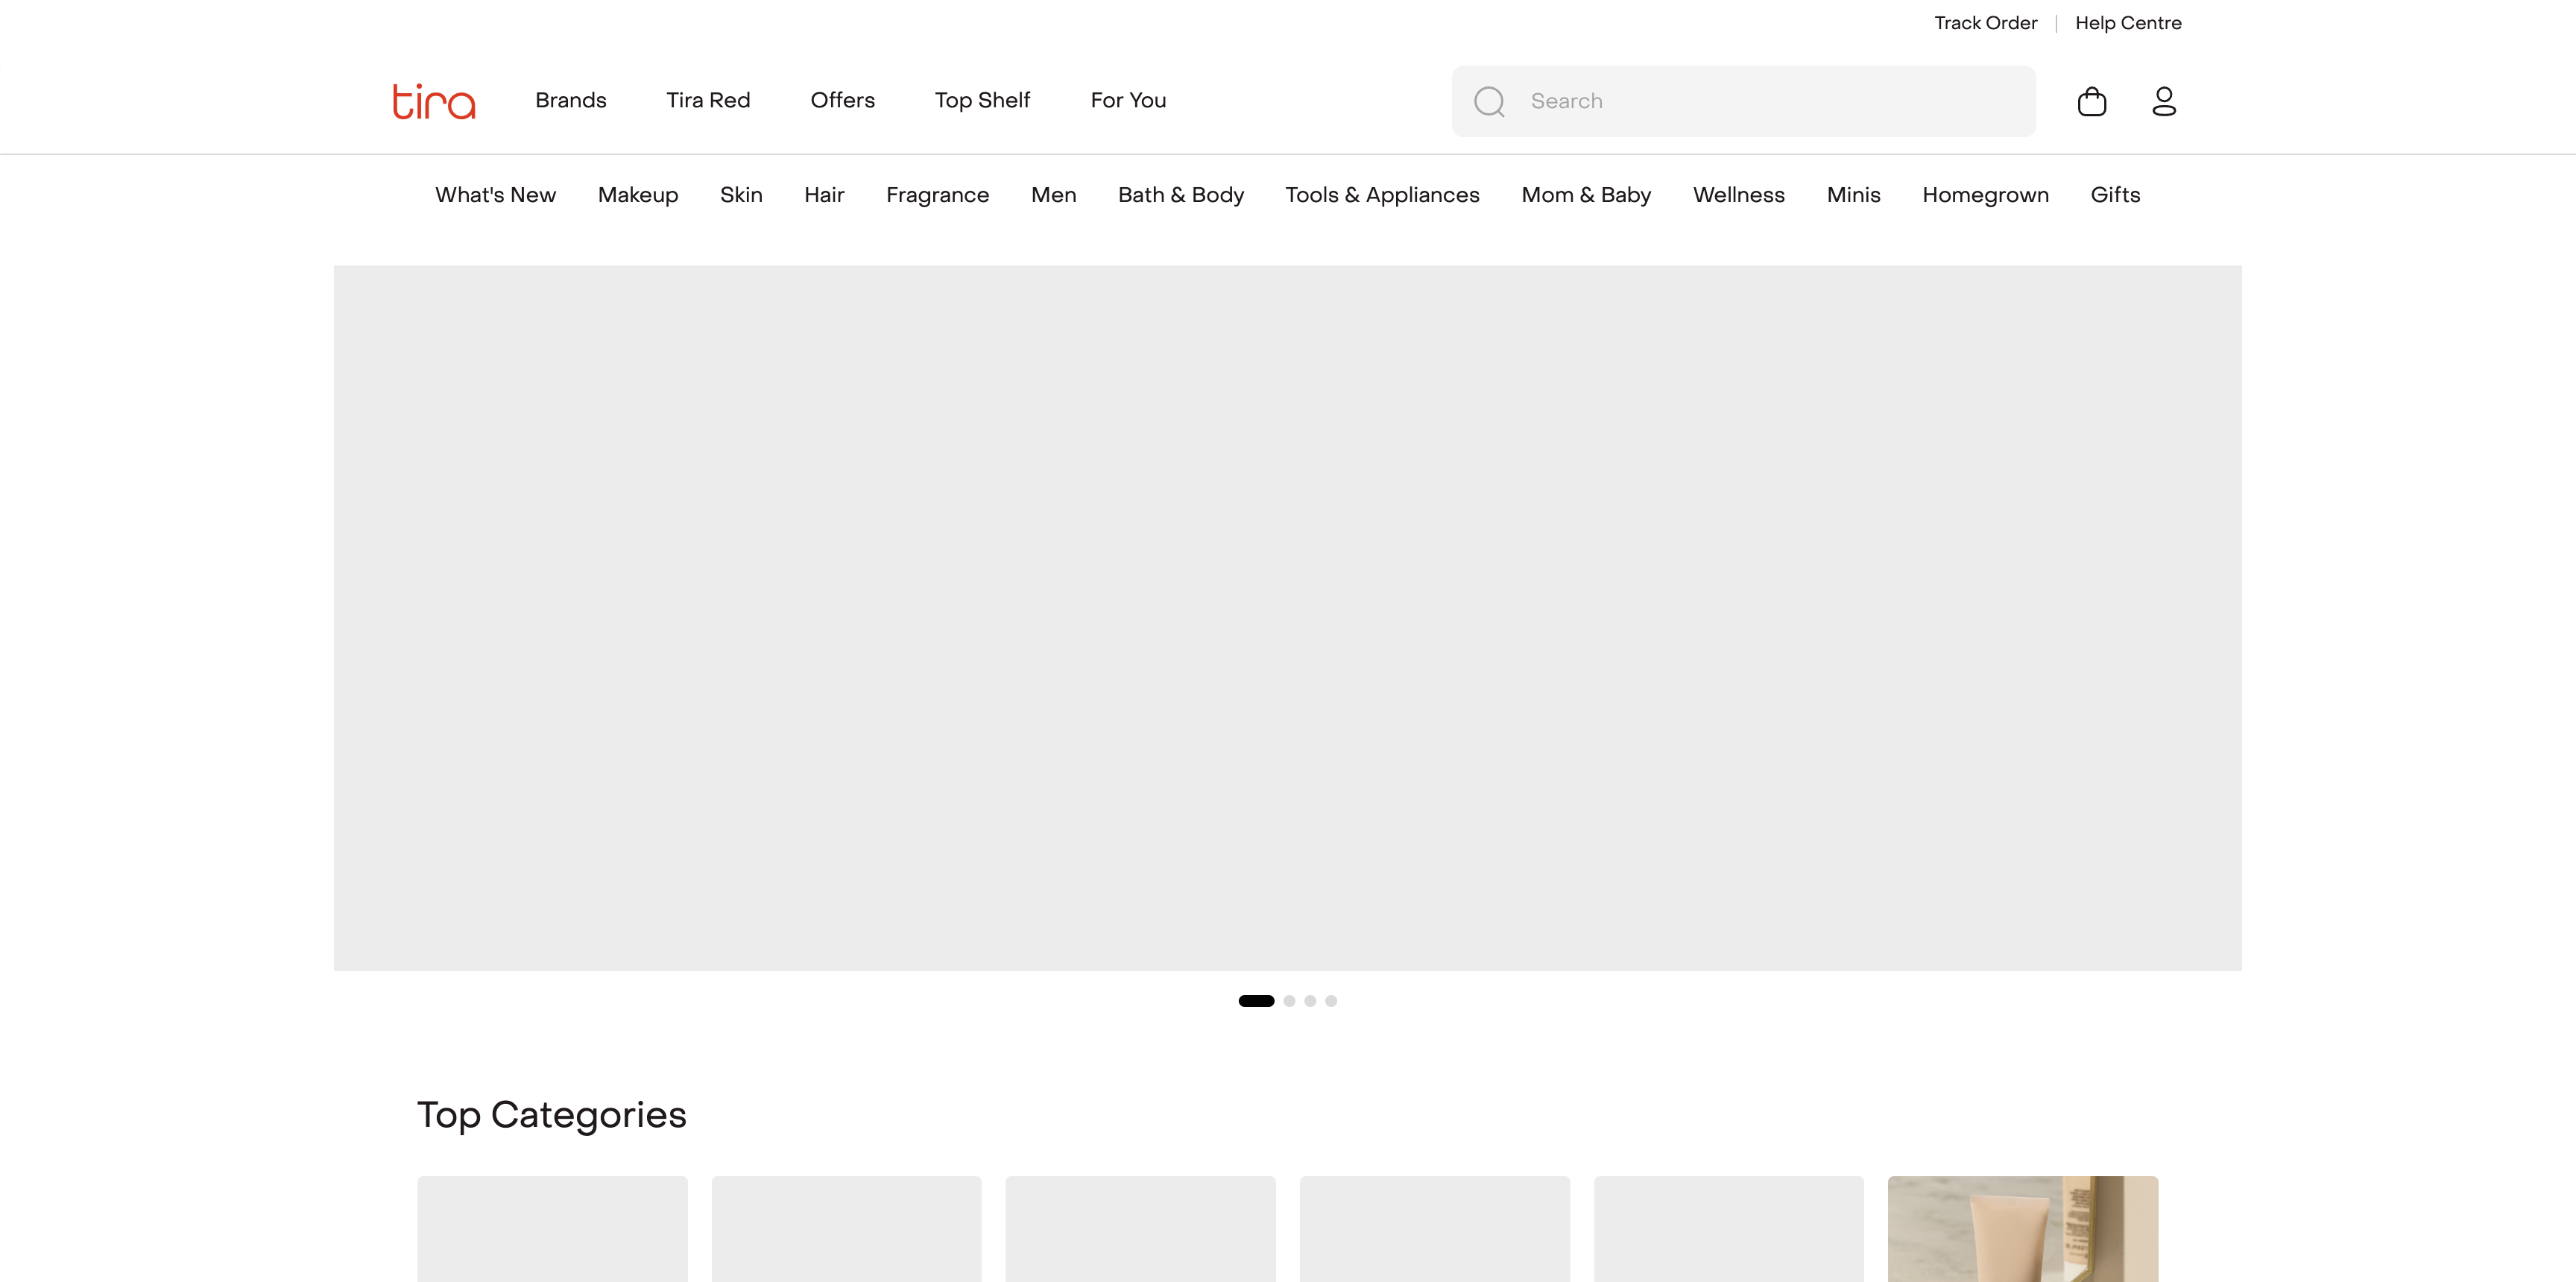 Track Order | Help Centre
tira Brands Tira Red Offers Top Shelf For You Search
What's New Makeup Skin Hair Fragrance Men Bath & Body Tools & Appliances Mom & Baby Wellness Minis Homegrown Gifts
Top Categories